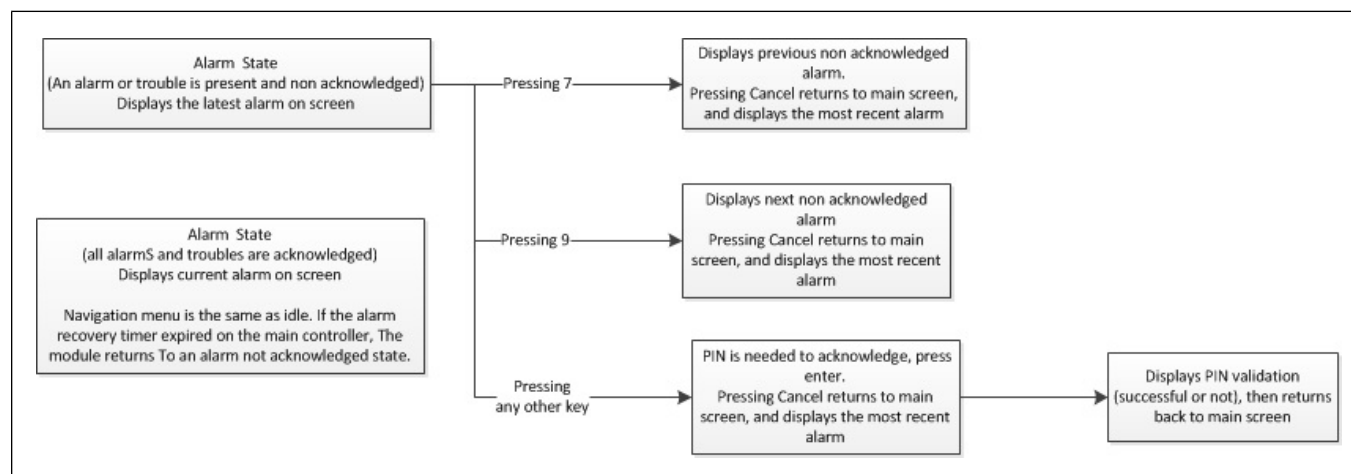 Alarm State
(An alarm or trouble is present and non acknowledged)
Displays the latest alarm on screen
Pressing 7
Displays previous non acknowledged
alarm.
Pressing Cancel returns to main screen,
and displays the most recent alarm
Alarm State
(all alarmS and troubles are acknowledged)
Displays current alarm on screen
Navigation menu is the same as idle. If the alarm
recovery timer expired on the main controller, The
module returns To an alarm not acknowledged state.
Pressing 9
Displays next non acknowledged
alarm
Pressing Cancel returns to main
screen, and displays the most recent
alarm
Pressing
any other key
PIN is needed to acknowledge, press
enter.
Pressing Cancel returns to main
screen, and displays the most recent
alarm
Displays PIN validation
(successful or not), then returns
back to main screen